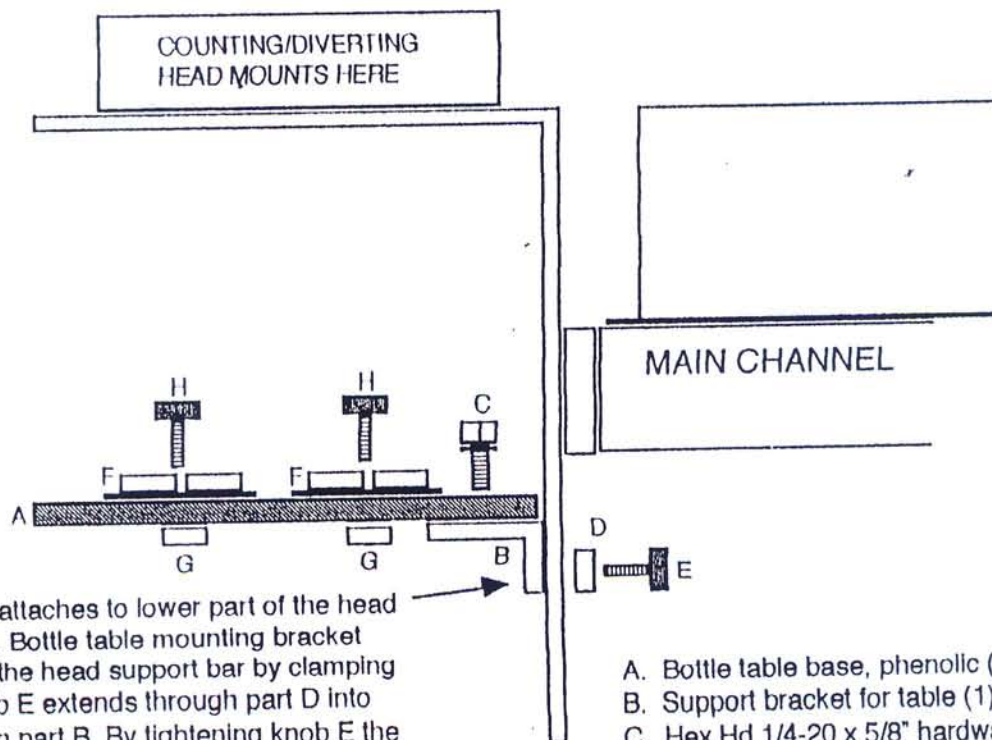 COUNTING/DIVERTING
HEAD MOUNTS HERE
MAIN CHANNEL
H
H
C
F
F
A
G
G
B
D
E
attaches to lower part of the head
Bottle table mounting bracket
the head support bar by clamping
E extends through part D into
part B. By tightening knob E the
A. Bottle table base, phenolic (
B. Support bracket for table (1)
C. Hex Hd 1/4-20 x 5/8"